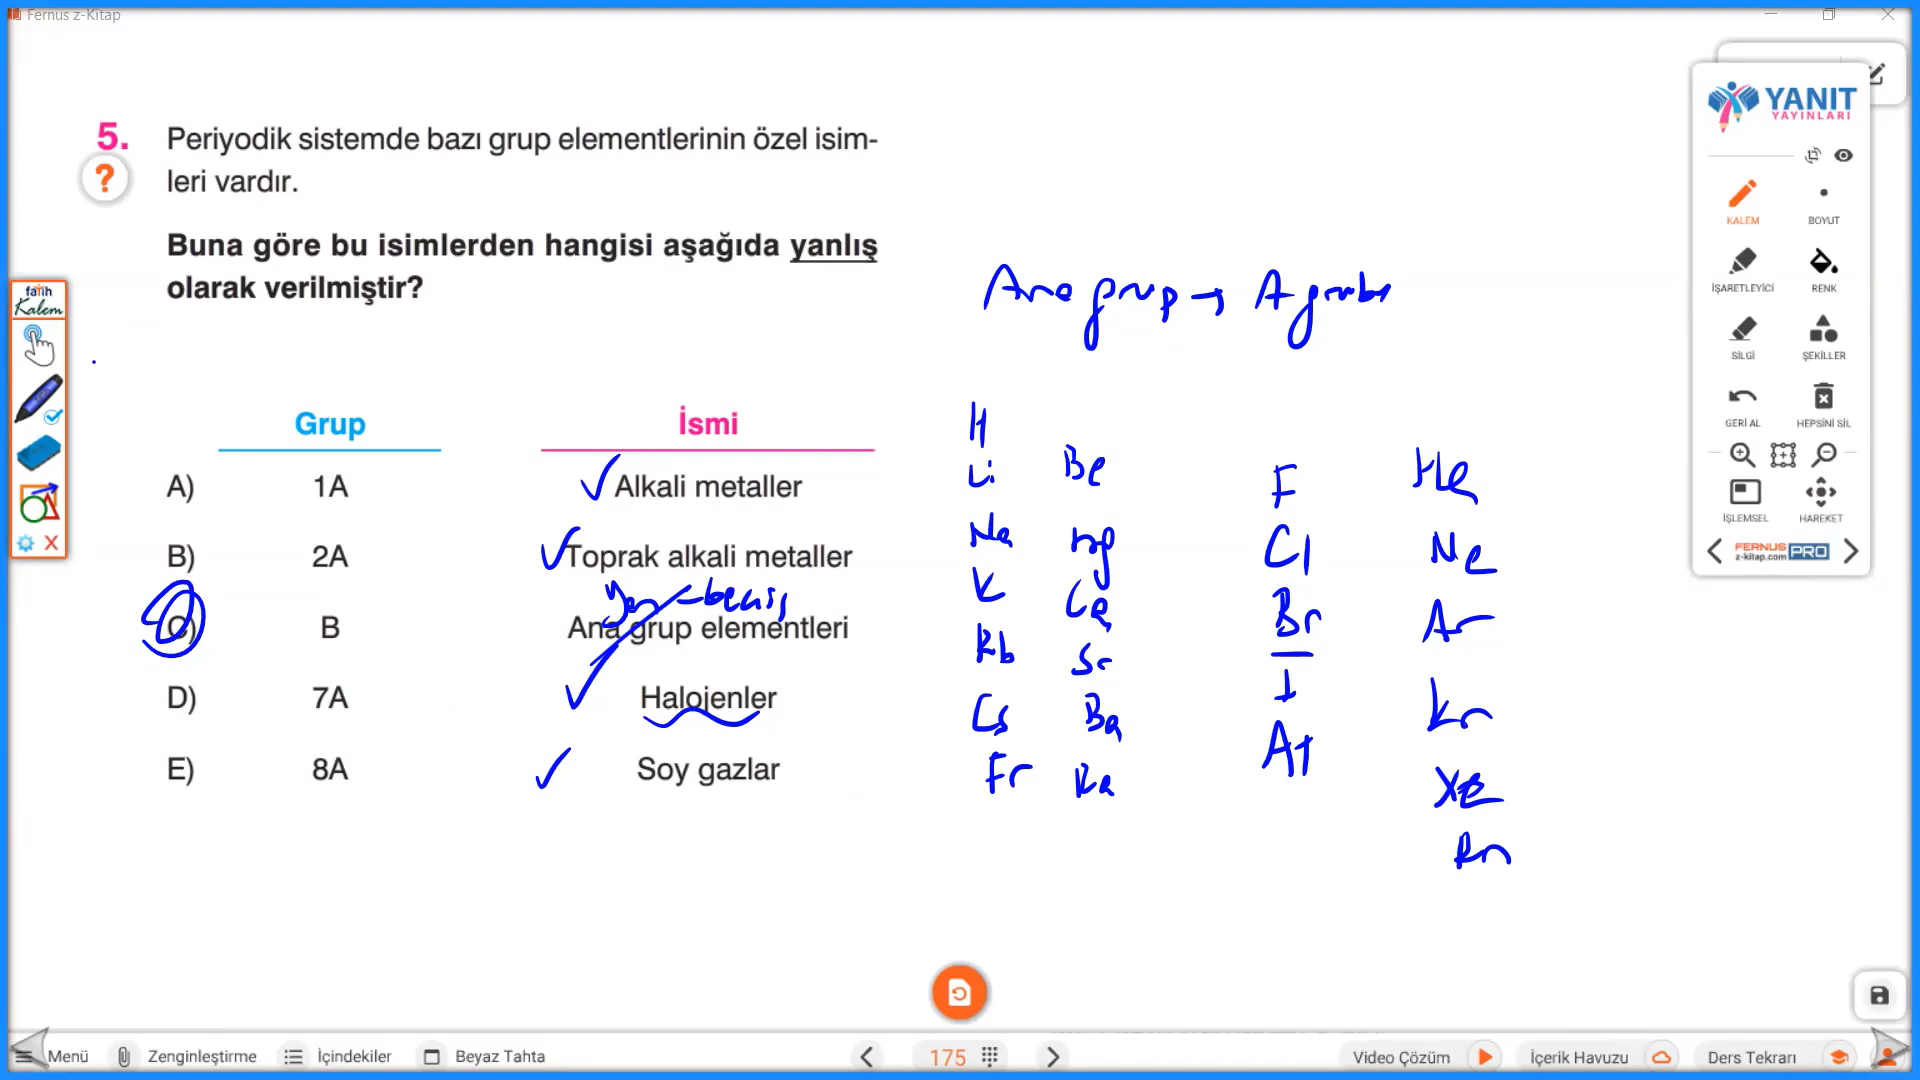 Fernus z-Kitap
5. Periyodik sistemde bazı grup elementlerinin özel isim-
leri vardır.
Buna göre bu isimlerden hangisi aşağıda yanlış
olarak verilmiştir?
Grup İsmi
A) 1A Alkali metaller
B) 2A Toprak alkali metaller
C) B Ana grup elementleri
D) 7A Halojenler
E) 8A Soy gazlar
Ana grup → A grubu
H
Li
Na
K
Rb
Cs
Fr
Be
Mg
Ca
Sr
Ba
Ra
F
Cl
Br
I
At
He
Ne
Ar
Kr
Xe
Rn
fatih
Kalem
YANIT
YAYINLARI
KALEM BOYUT
İŞARETLEYİCİ RENK
SİLGİ ŞEKİLLER
GERİ AL HEPSİNİ SİL
İŞLEMSEL HAREKET
FERNUS PRO
z-kitap.com
Menü Zenginleştirme İçindekiler Beyaz Tahta 175 Video Çözüm İçerik Havuzu Ders Tekrarı